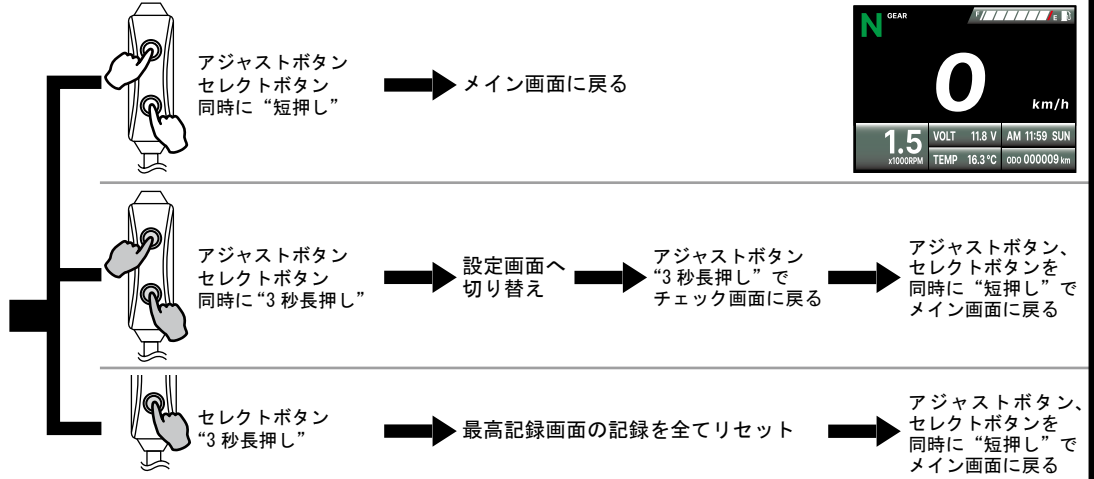 アジャストボタン
セレクトボタン
同時に“短押し”
メイン画面に戻る
N GEAR
F E
0
km/h
1.5
x1000RPM
VOLT 11.8 V
AM 11:59 SUN
TEMP 16.3 °C
ODO 000009 km
アジャストボタン
セレクトボタン
同時に“3 秒長押し”
設定画面へ
切り替え
アジャストボタン
“3 秒長押し”で
チェック画面に戻る
アジャストボタン、
セレクトボタンを
同時に“短押し”で
メイン画面に戻る
セレクトボタン
“3 秒長押し”
最高記録画面の記録を全てリセット
アジャストボタン、
セレクトボタンを
同時に“短押し”で
メイン画面に戻る